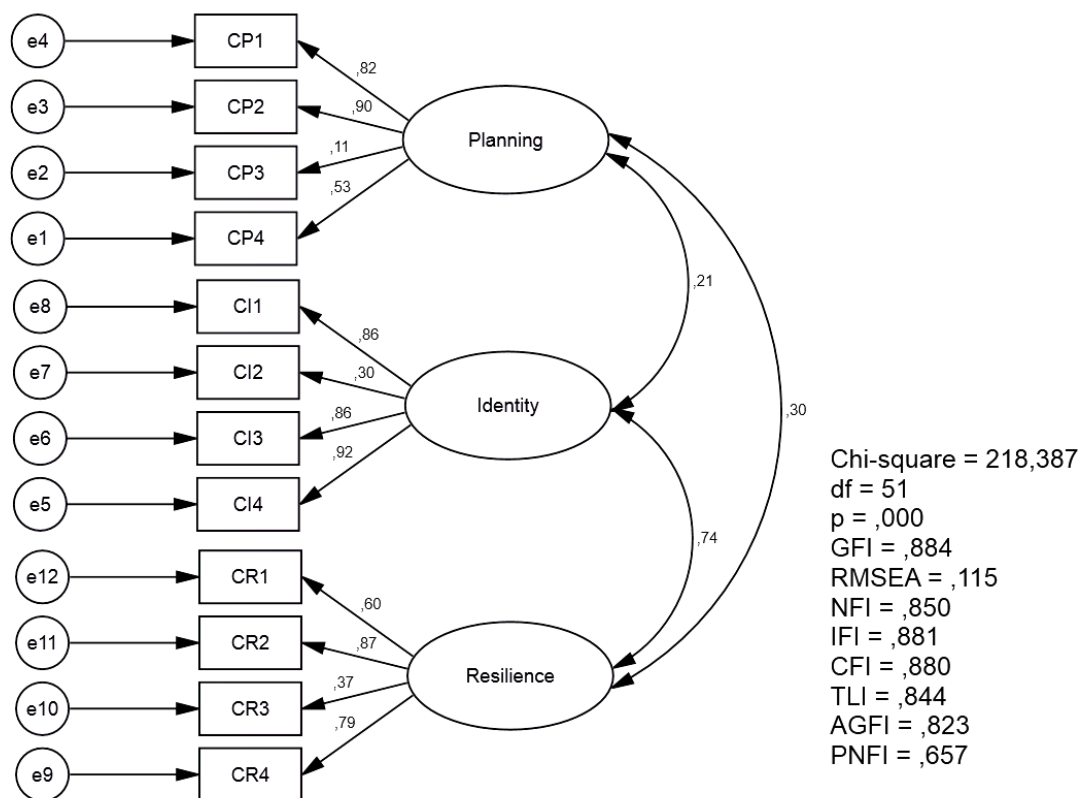 e4
CP1
,82
e3
CP2
,90
Planning
e2
CP3
,11
e1
CP4
,53
,21
e8
CI1
,86
e7
CI2
,30
Identity
,30
e6
CI3
,86
e5
CI4
,92
,74
e12
CR1
,60
e11
CR2
,87
Resilience
e10
CR3
,37
e9
CR4
,79
Chi-square = 218,387
df = 51
p = ,000
GFI = ,884
RMSEA = ,115
NFI = ,850
IFI = ,881
CFI = ,880
TLI = ,844
AGFI = ,823
PNFI = ,657